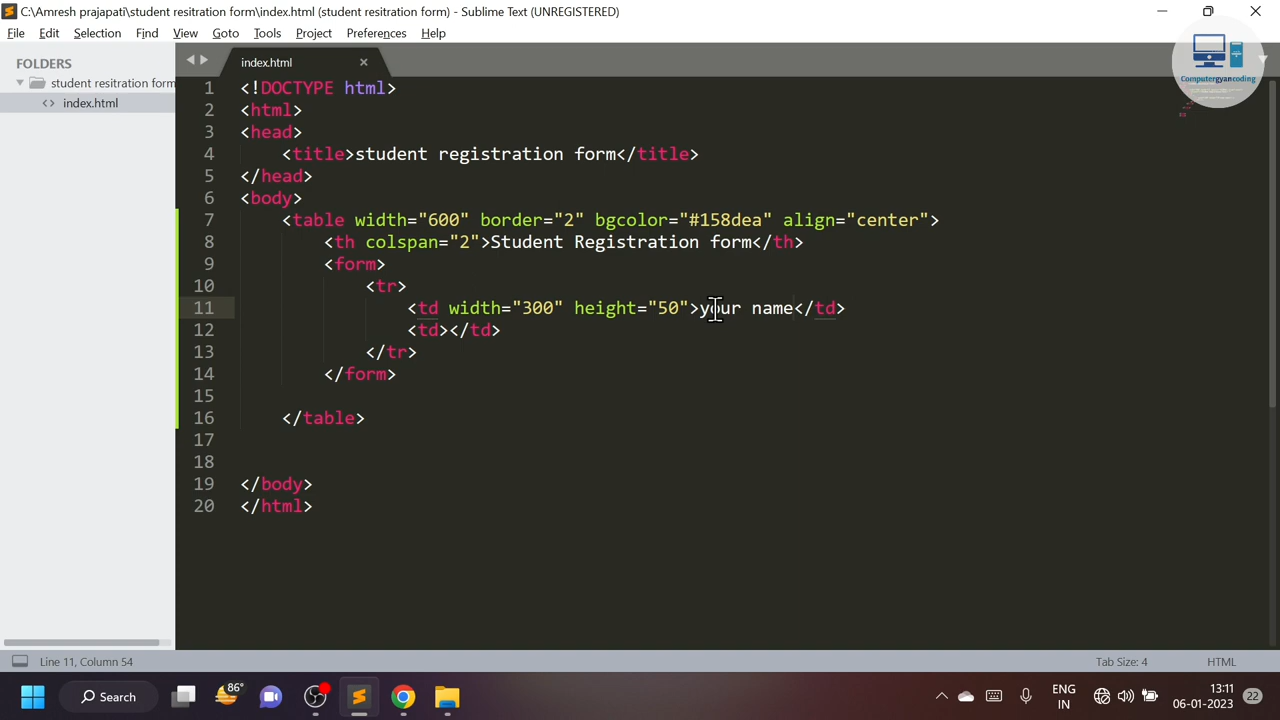 C:\Amresh prajapati\student resitration form\index.html (student resitration form) - Sublime Text (UNREGISTERED)
File Edit Selection Find View Goto Tools Project Preferences Help
FOLDERS
student resitration form
index.html
index.html
Computergyancoding
1 <!DOCTYPE html>
2 <html>
3 <head>
4 <title>student registration form</title>
5 </head>
6 <body>
7 <table width="600" border="2" bgcolor="#158dea" align="center">
8 <th colspan="2">Student Registration form</th>
9 <form>
10 <tr>
11 <td width="300" height="50">your name</td>
12 <td></td>
13 </tr>
14 </form>
15
16 </table>
17
18
19 </body>
20 </html>
Line 11, Column 54
Tab Size: 4
HTML
86°
Search
ENG
IN
13:11
06-01-2023
22